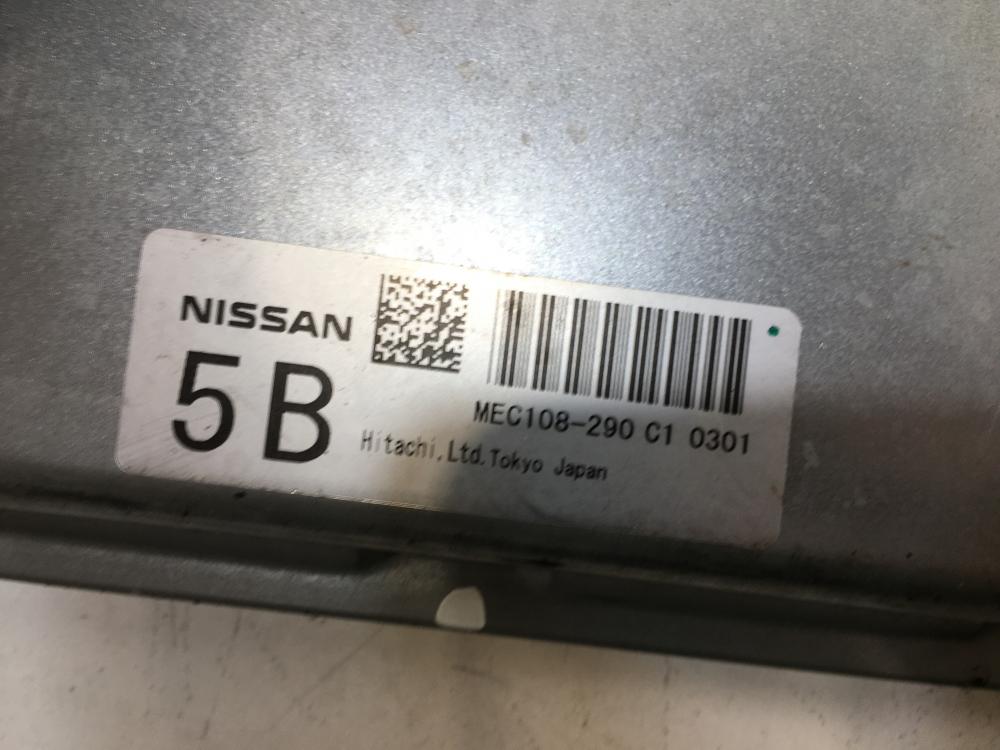 NISSAN
5B
MEC108-290 C1 0301
Hitachi,Ltd.Tokyo Japan